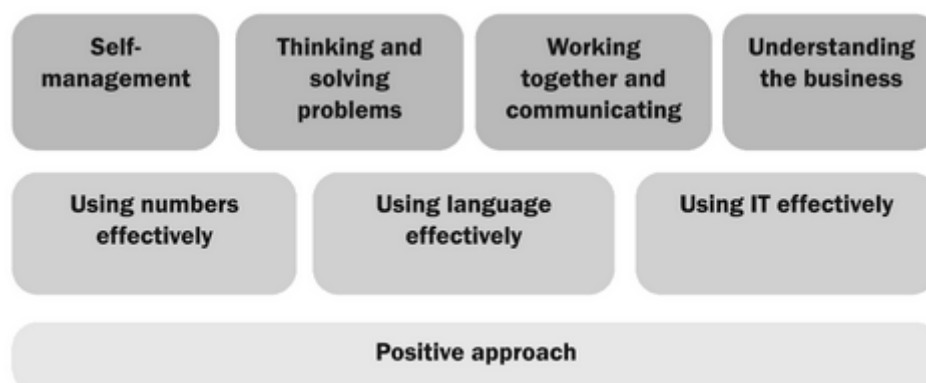 Self-
management
Thinking and
solving
problems
Working
together and
communicating
Understanding
the business
Using numbers
effectively
Using language
effectively
Using IT effectively
Positive approach